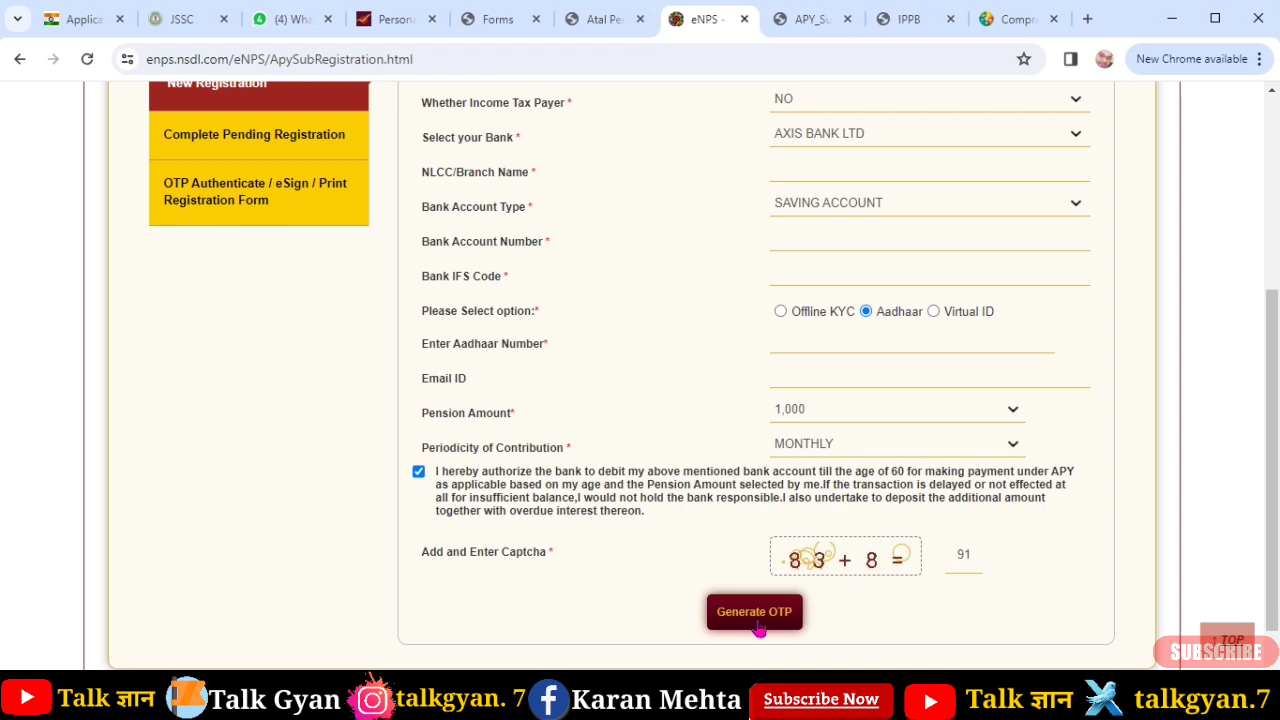 Applica
JSSC
(4) Wha
Persona
Forms
Atal Pe
eNPS -
APY_Su
IPPB
Compre
enps.nsdl.com/eNPS/ApySubRegistration.html
New Chrome available
New Registration
Complete Pending Registration
OTP Authenticate / eSign / Print
Registration Form
Whether Income Tax Payer * NO
Select your Bank * AXIS BANK LTD
NLCC/Branch Name *
Bank Account Type * SAVING ACCOUNT
Bank Account Number *
Bank IFS Code *
Please Select option:* Offline KYC Aadhaar Virtual ID
Enter Aadhaar Number*
Email ID
Pension Amount* 1,000
Periodicity of Contribution * MONTHLY
I hereby authorize the bank to debit my above mentioned bank account till the age of 60 for making payment under APY
as applicable based on my age and the Pension Amount selected by me.If the transaction is delayed or not effected at
all for insufficient balance,I would not hold the bank responsible.I also undertake to deposit the additional amount
together with overdue interest thereon.
Add and Enter Captcha * 83 + 8 = 91
Generate OTP
↑ TOP
SUBSCRIBE
Talk ज्ञान Talk Gyan talkgyan. 7 Karan Mehta Subscribe Now Talk ज्ञान talkgyan.7